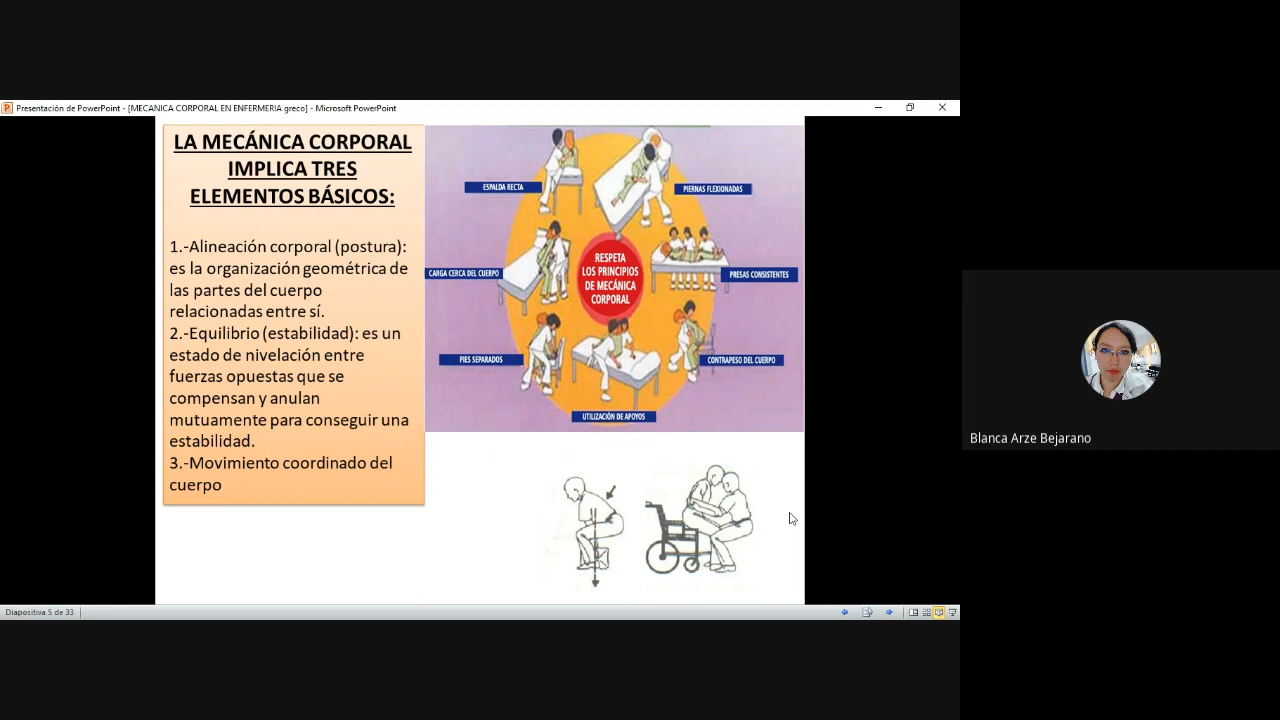 Presentación de PowerPoint - [MECANICA CORPORAL EN ENFERMERIA greco] - Microsoft PowerPoint
LA MECÁNICA CORPORAL
IMPLICA TRES
ELEMENTOS BÁSICOS:
1.-Alineación corporal (postura):
es la organización geométrica de
las partes del cuerpo
relacionadas entre sí.
2.-Equilibrio (estabilidad): es un
estado de nivelación entre
fuerzas opuestas que se
compensan y anulan
mutuamente para conseguir una
estabilidad.
3.-Movimiento coordinado del
cuerpo
ESPALDA RECTA
PIERNAS FLEXIONADAS
CARGA CERCA DEL CUERPO
RESPETA
LOS PRINCIPIOS
DE MECÁNICA
CORPORAL
PRESAS CONSISTENTES
PIES SEPARADOS
CONTRAPESO DEL CUERPO
UTILIZACIÓN DE APOYOS
Blanca Arze Bejarano
Diapositiva 5 de 33